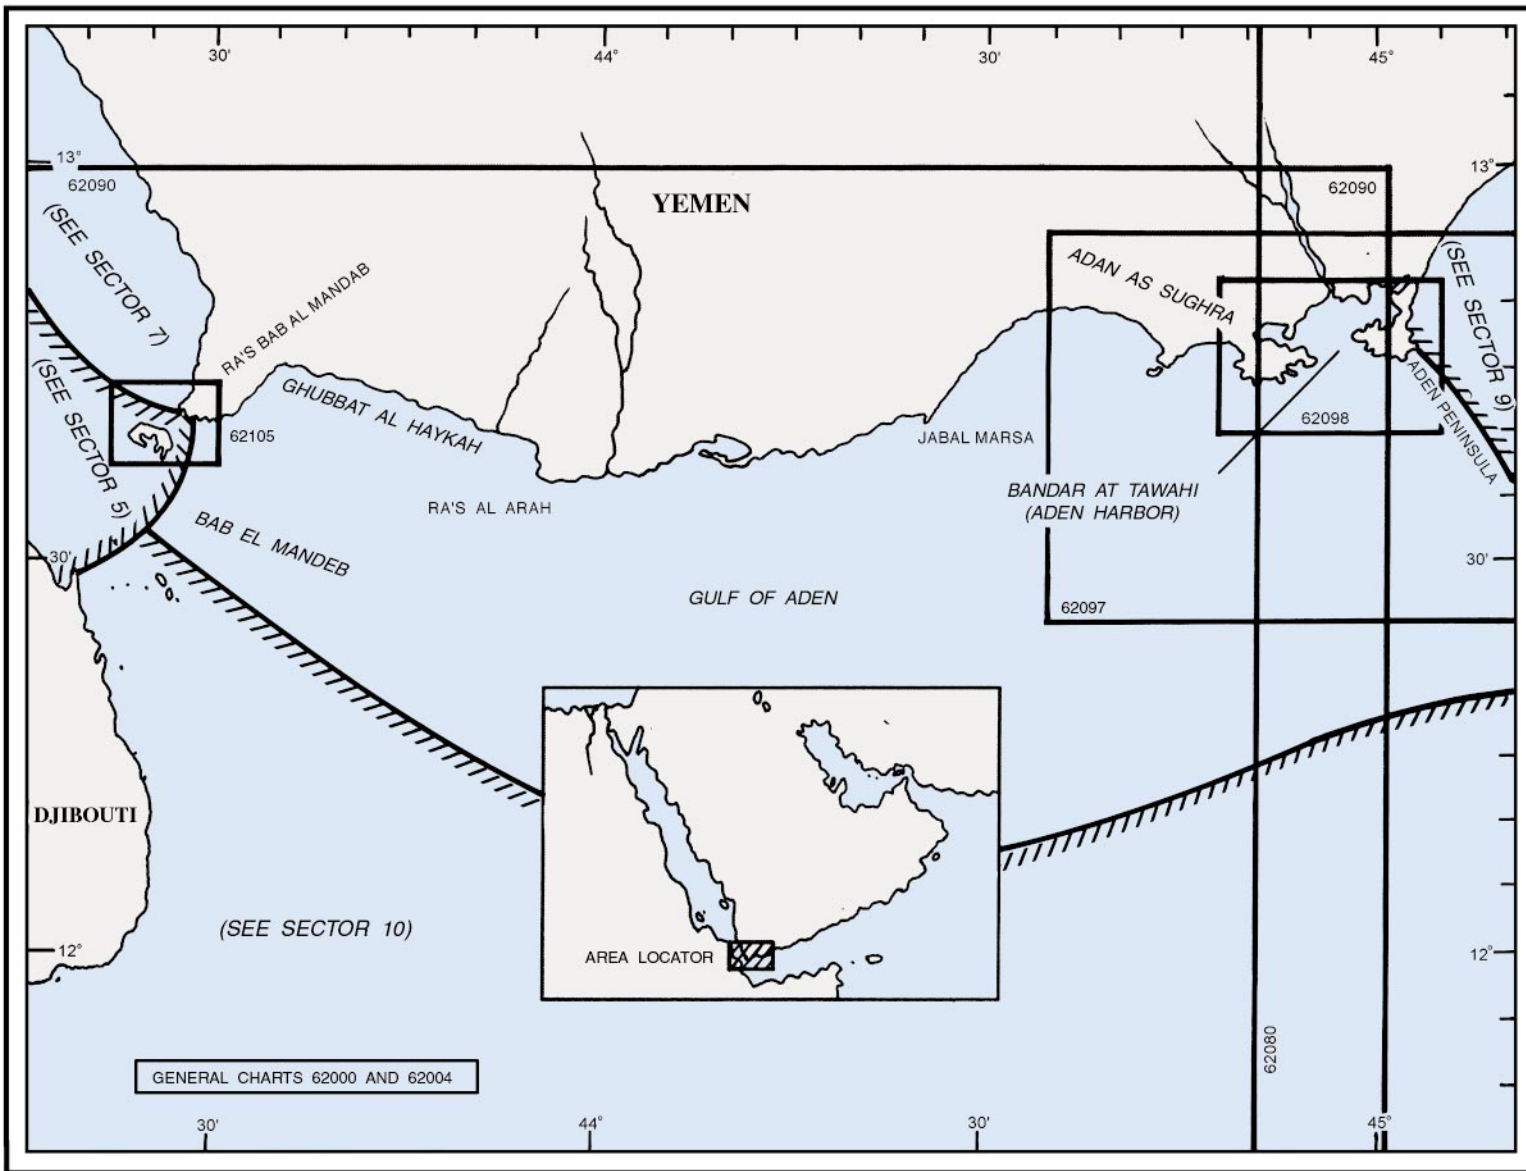 30'
44°
30'
45°
13°
13°
62090
62090
YEMEN
(SEE SECTOR 7)
ADAN AS SUGHRA
(SEE SECTOR 9)
RA'S BAB AL MANDAB
(SEE SECTOR 5)
GHUBBAT AL HAYKAH
62105
62098
ADEN PENINSULA
JABAL MARSA
BANDAR AT TAWAHI
(ADEN HARBOR)
RA'S AL ARAH
BAB EL MANDEB
30'
30'
GULF OF ADEN
62097
DJIBOUTI
(SEE SECTOR 10)
12°
AREA LOCATOR
12°
62080
GENERAL CHARTS 62000 AND 62004
30'
44°
30'
45°